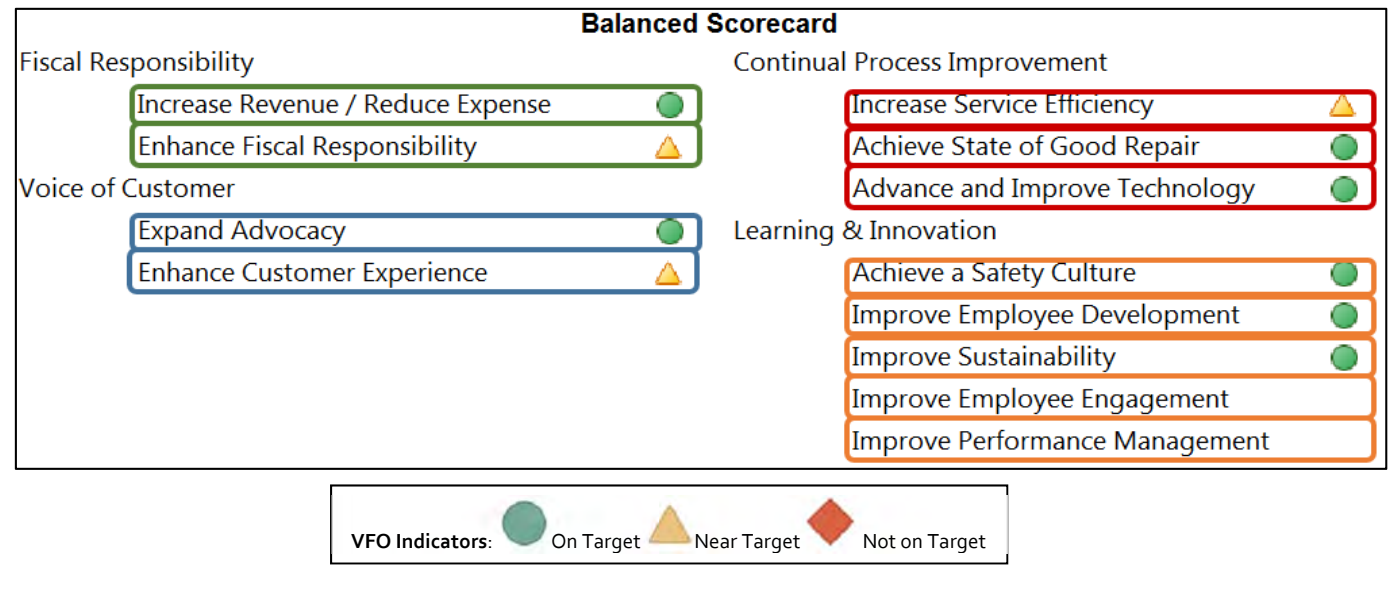 Balanced Scorecard
Fiscal Responsibility
Increase Revenue / Reduce Expense
Enhance Fiscal Responsibility
Voice of Customer
Expand Advocacy
Enhance Customer Experience
Continual Process Improvement
Increase Service Efficiency
Achieve State of Good Repair
Advance and Improve Technology
Learning & Innovation
Achieve a Safety Culture
Improve Employee Development
Improve Sustainability
Improve Employee Engagement
Improve Performance Management
VFO Indicators: On Target Near Target Not on Target